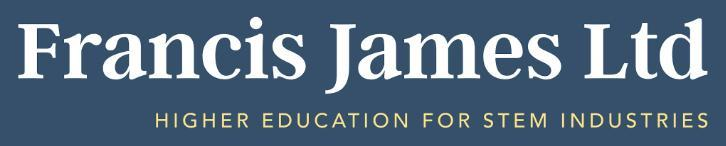 Francis James Ltd
HIGHER EDUCATION FOR STEM INDUSTRIES